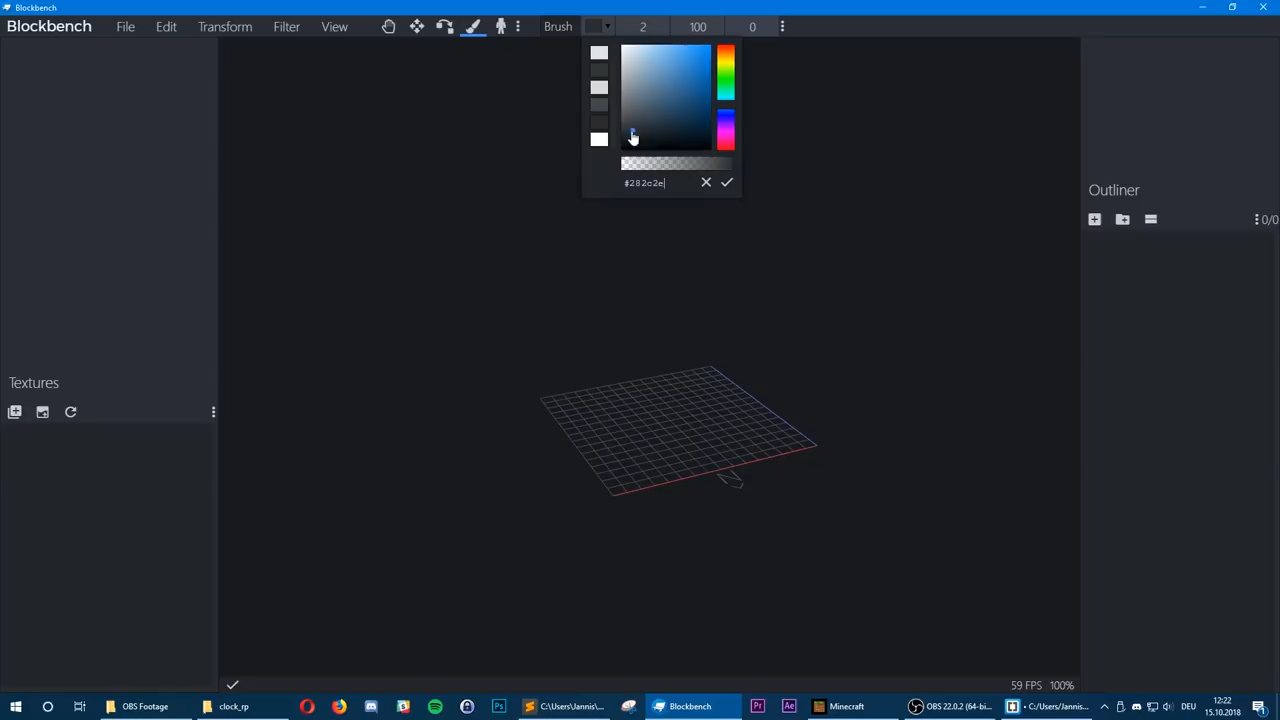 Blockbench
Blockbench File Edit Transform Filter View Brush 2 100 0
#282c2e
Outliner
0/0
Textures
59 FPS 100%
OBS Footage clock_rp C:\Users\Jannis\... Blockbench Minecraft OBS 22.0.2 (64-bi... • C:/Users/Jannis... DEU 12:22
15.10.2018